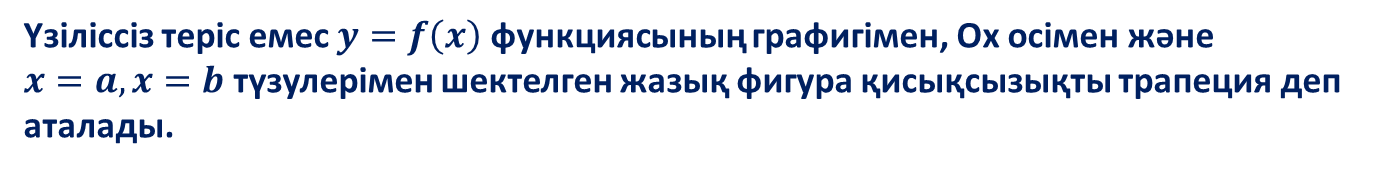 Үзіліссіз теріс емес y = f(x) функциясының графигімен, Ох осімен және
x = a, x = b түзулерімен шектелген жазық фигура қисықсызықты трапеция деп
аталады.